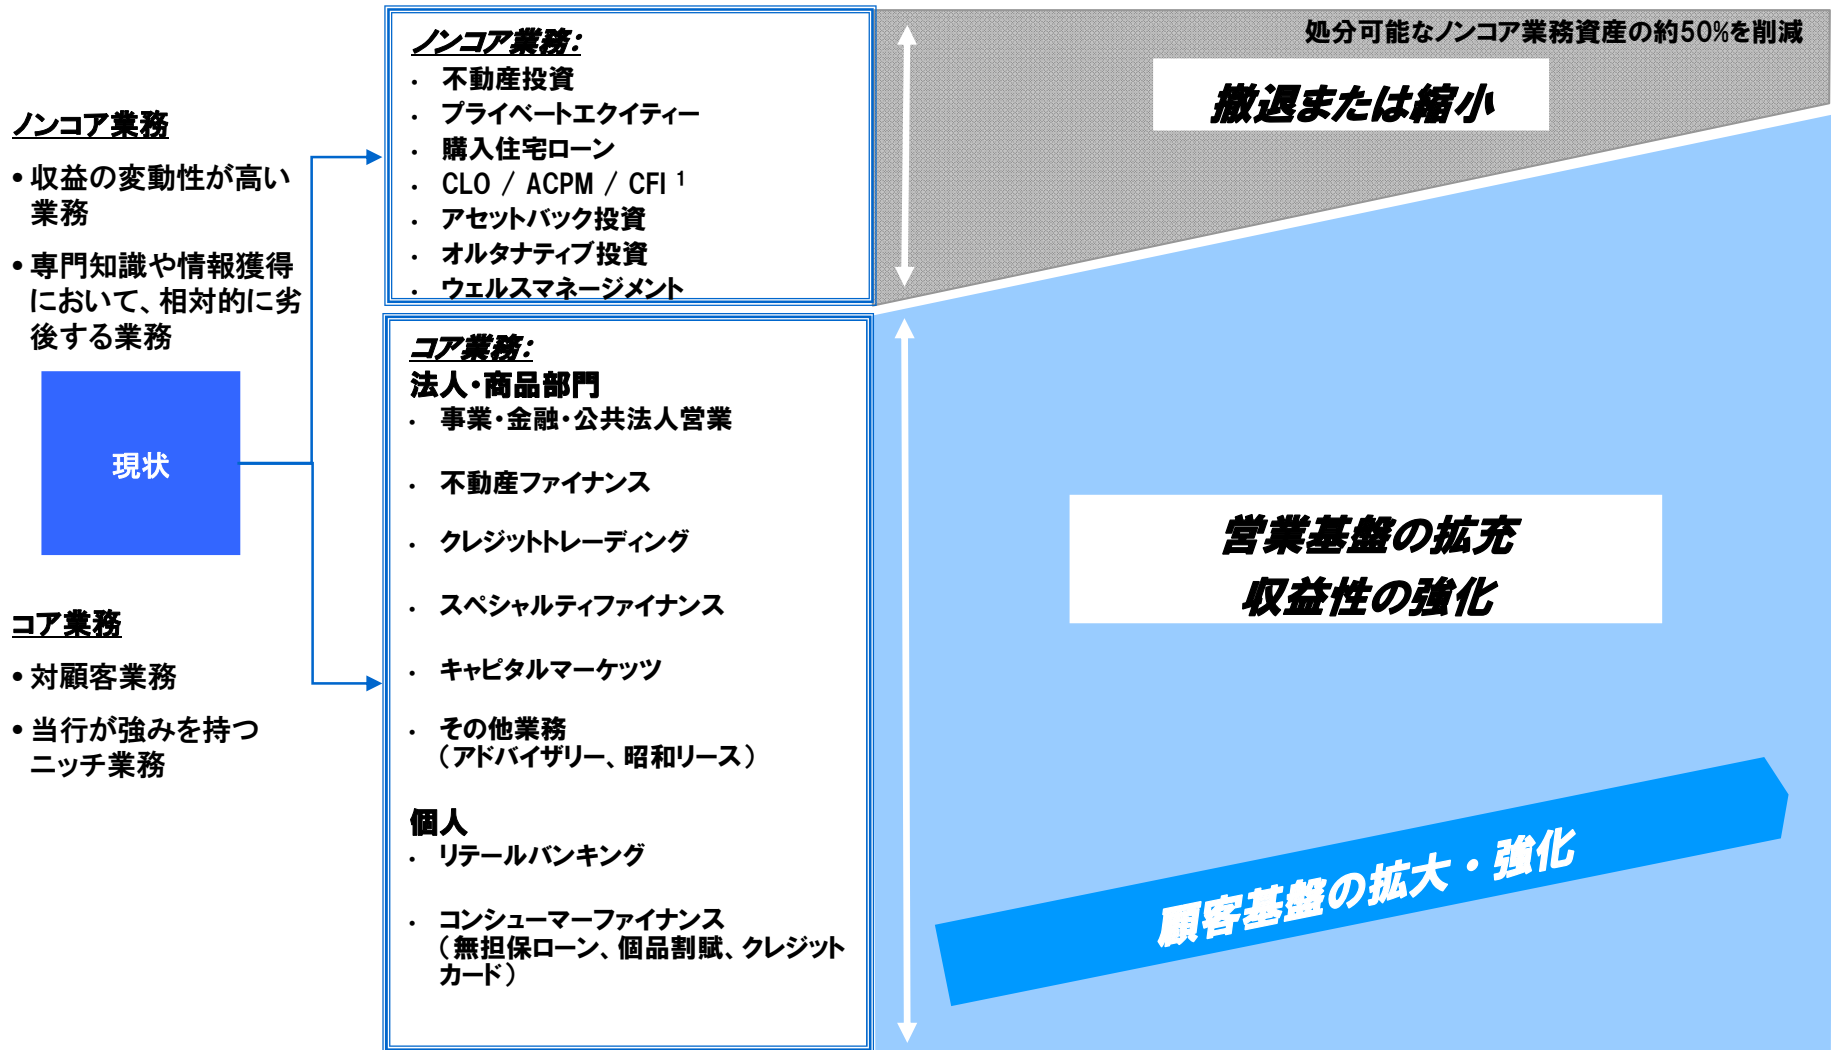 ノンコア業務
• 収益の変動性が高い
業務
• 専門知識や情報獲得
において、相対的に劣
後する業務
現状
コア業務
• 対顧客業務
• 当行が強みを持つ
ニッチ業務
ノンコア業務:
・ 不動産投資
・ プライベートエクイティー
・ 購入住宅ローン
・ CLO / ACPM / CFI 1
・ アセットバック投資
・ オルタナティブ投資
・ ウェルスマネージメント
コア業務:
法人・商品部門
・ 事業・金融・公共法人営業
・ 不動産ファイナンス
・ クレジットトレーディング
・ スペシャルティファイナンス
・ キャピタルマーケッツ
・ その他業務
(アドバイザリー、昭和リース)
個人
・ リテールバンキング
・ コンシューマーファイナンス
(無担保ローン、個品割賦、クレジット
カード)
処分可能なノンコア業務資産の約50%を削減
撤退または縮小
営業基盤の拡充
収益性の強化
顧客基盤の拡大・強化